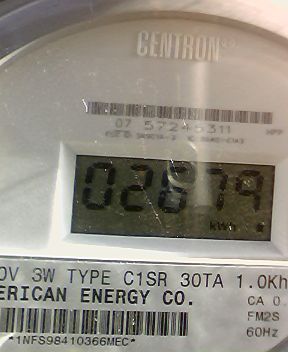 CENTRON®
07 57245311
02679
kWh
0V 3W TYPE C1SR 30TA 1.0Kh
ERICAN ENERGY CO.
CA 0.
FM2S
60Hz
*1NFS98410366MEC*